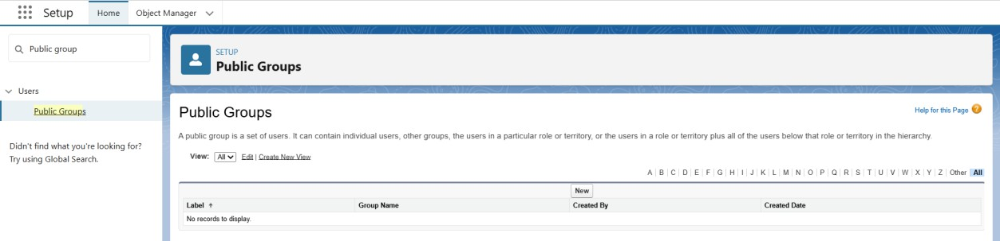 Setup Home Object Manager
Public group
Users
Public Groups
Didn't find what you're looking for?
Try using Global Search.
SETUP
Public Groups
Public Groups
Help for this Page ?
A public group is a set of users. It can contain individual users, other groups, the users in a particular role or territory, or the users in a role or territory plus all of the users below that role or territory in the hierarchy.
View: All Edit | Create New View
A | B | C | D | E | F | G | H | I | J | K | L | M | N | O | P | Q | R | S | T | U | V | W | X | Y | Z | Other All
New
Label ↑ Group Name Created By Created Date
No records to display.